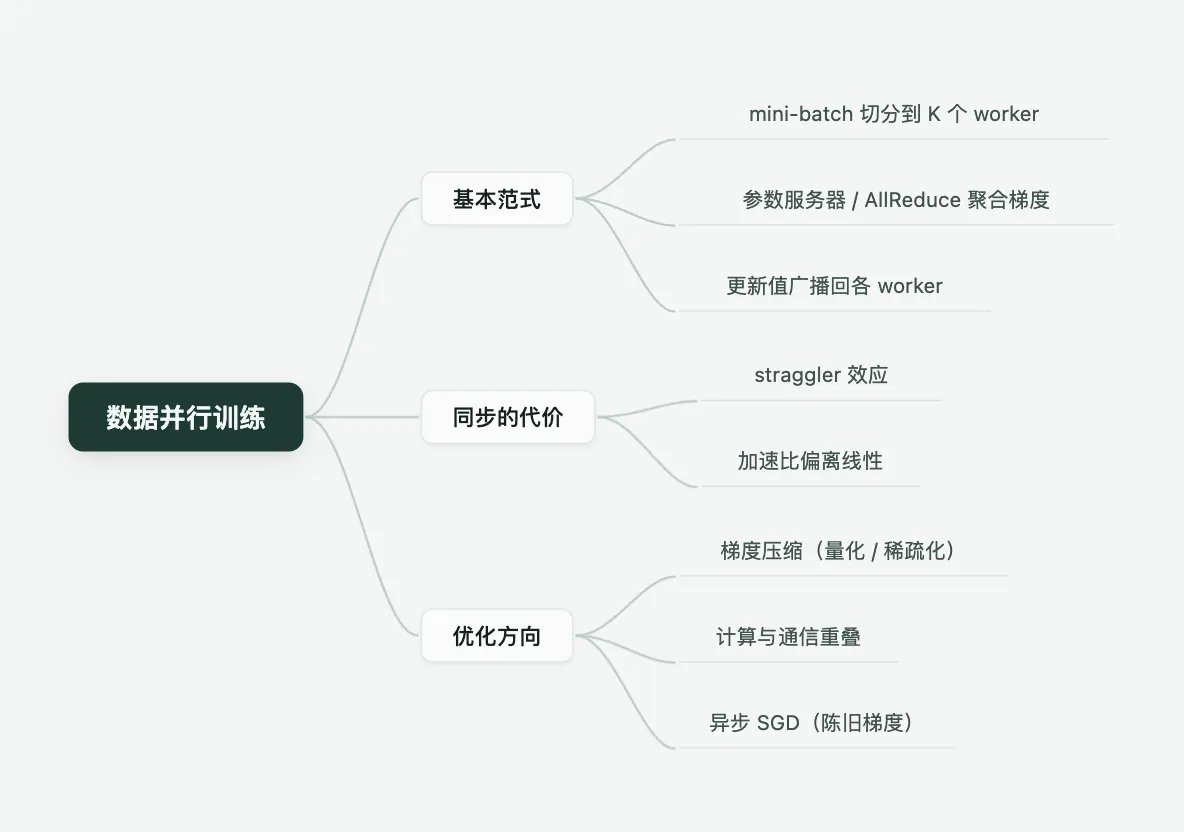 数据并行训练
基本范式
mini-batch 切分到 K 个 worker
参数服务器 / AllReduce 聚合梯度
更新值广播回各 worker
同步的代价
straggler 效应
加速比偏离线性
优化方向
梯度压缩（量化 / 稀疏化）
计算与通信重叠
异步 SGD（陈旧梯度）